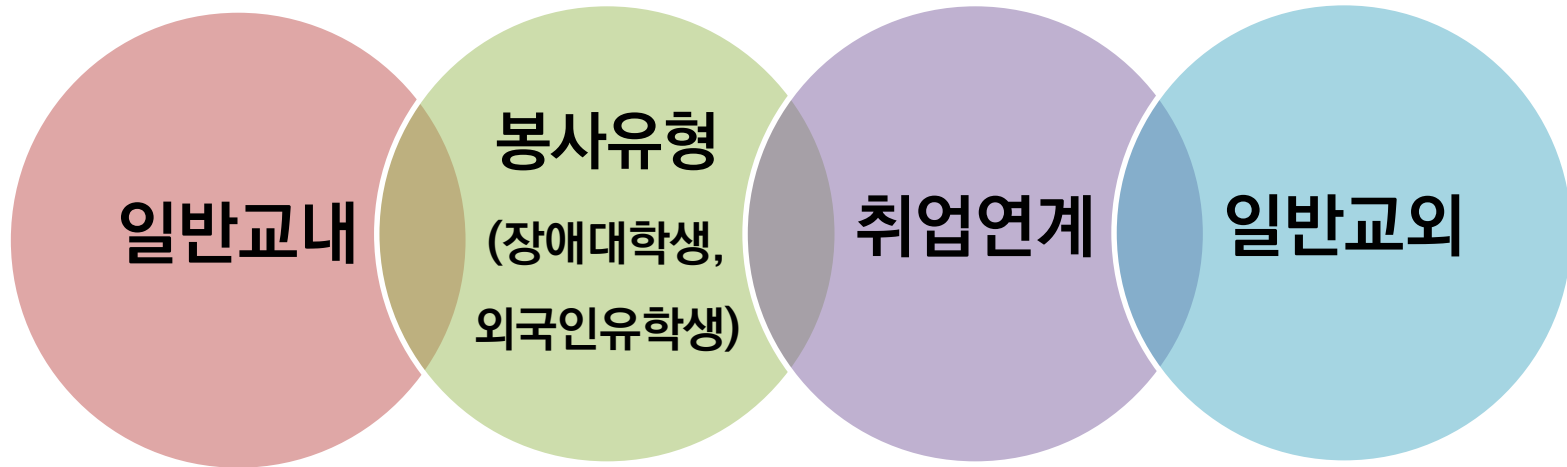 일반교내
봉사유형
(장애대학생,
외국인유학생)
취업연계
일반교외